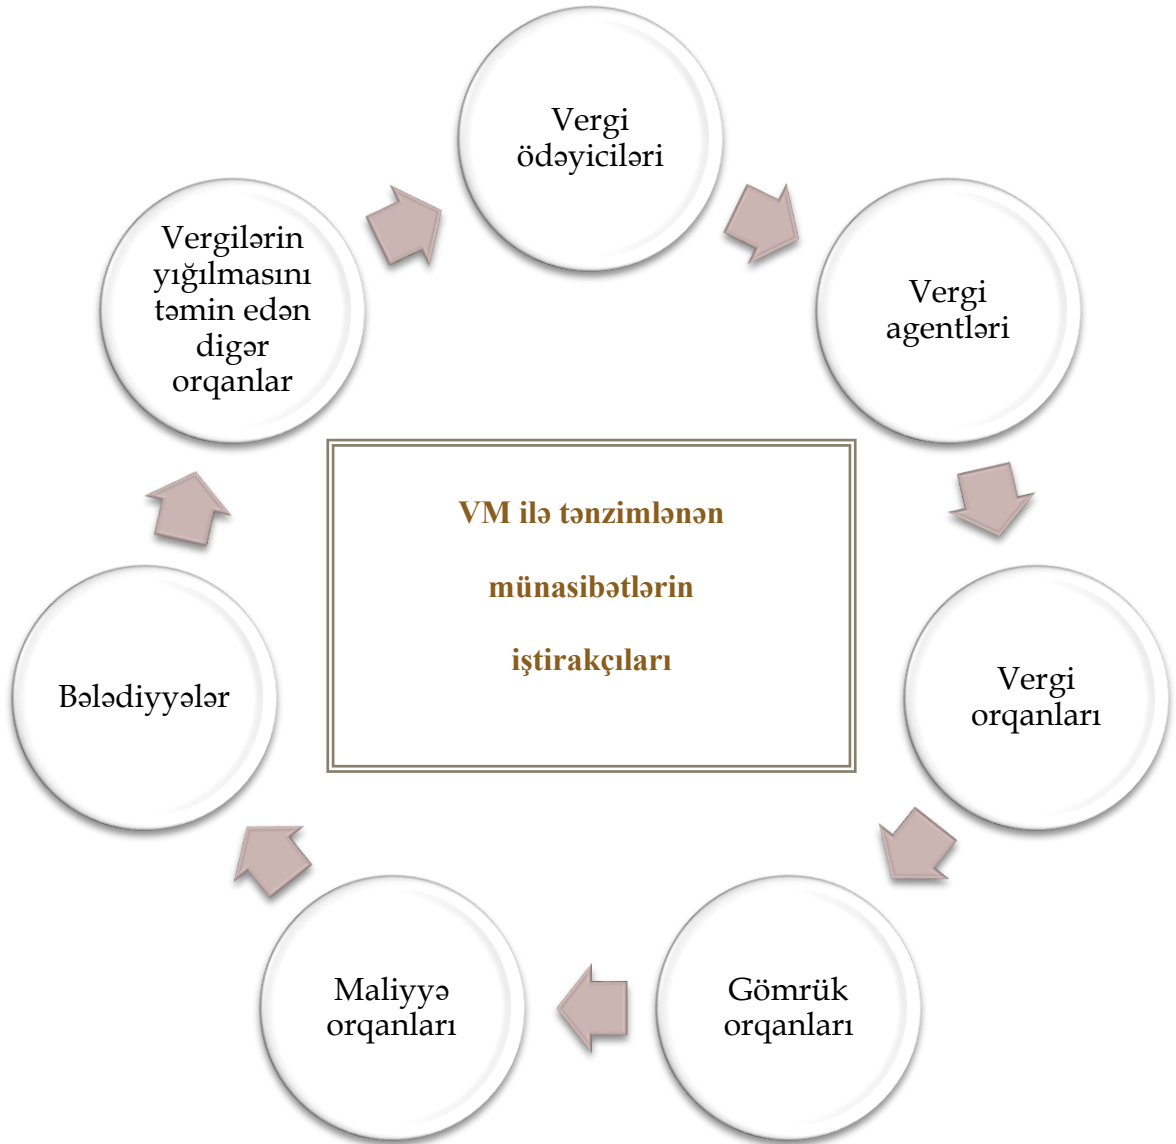 Vergi
ödəyiciləri
Vergi
agentləri
Vergi
orqanları
Gömrük
orqanları
Maliyyə
orqanları
Bələdiyyələr
Vergilərin
yığılmasını
təmin edən
digər
orqanlar
VM ilə tənzimlənən
münasibətlərin
iştirakçıları